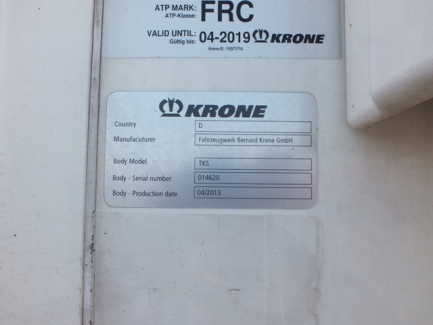 ATP MARK: FRC
ATP-Klasse:
VALID UNTIL: 04-2019 KRONE
Gültig bis:
KRONE
Country D
Manufacuturer Fahrzeugwerk Bernard Krone GmbH
Body Model TKS
Body - Serial number 014620
Body - Production date 04/2013